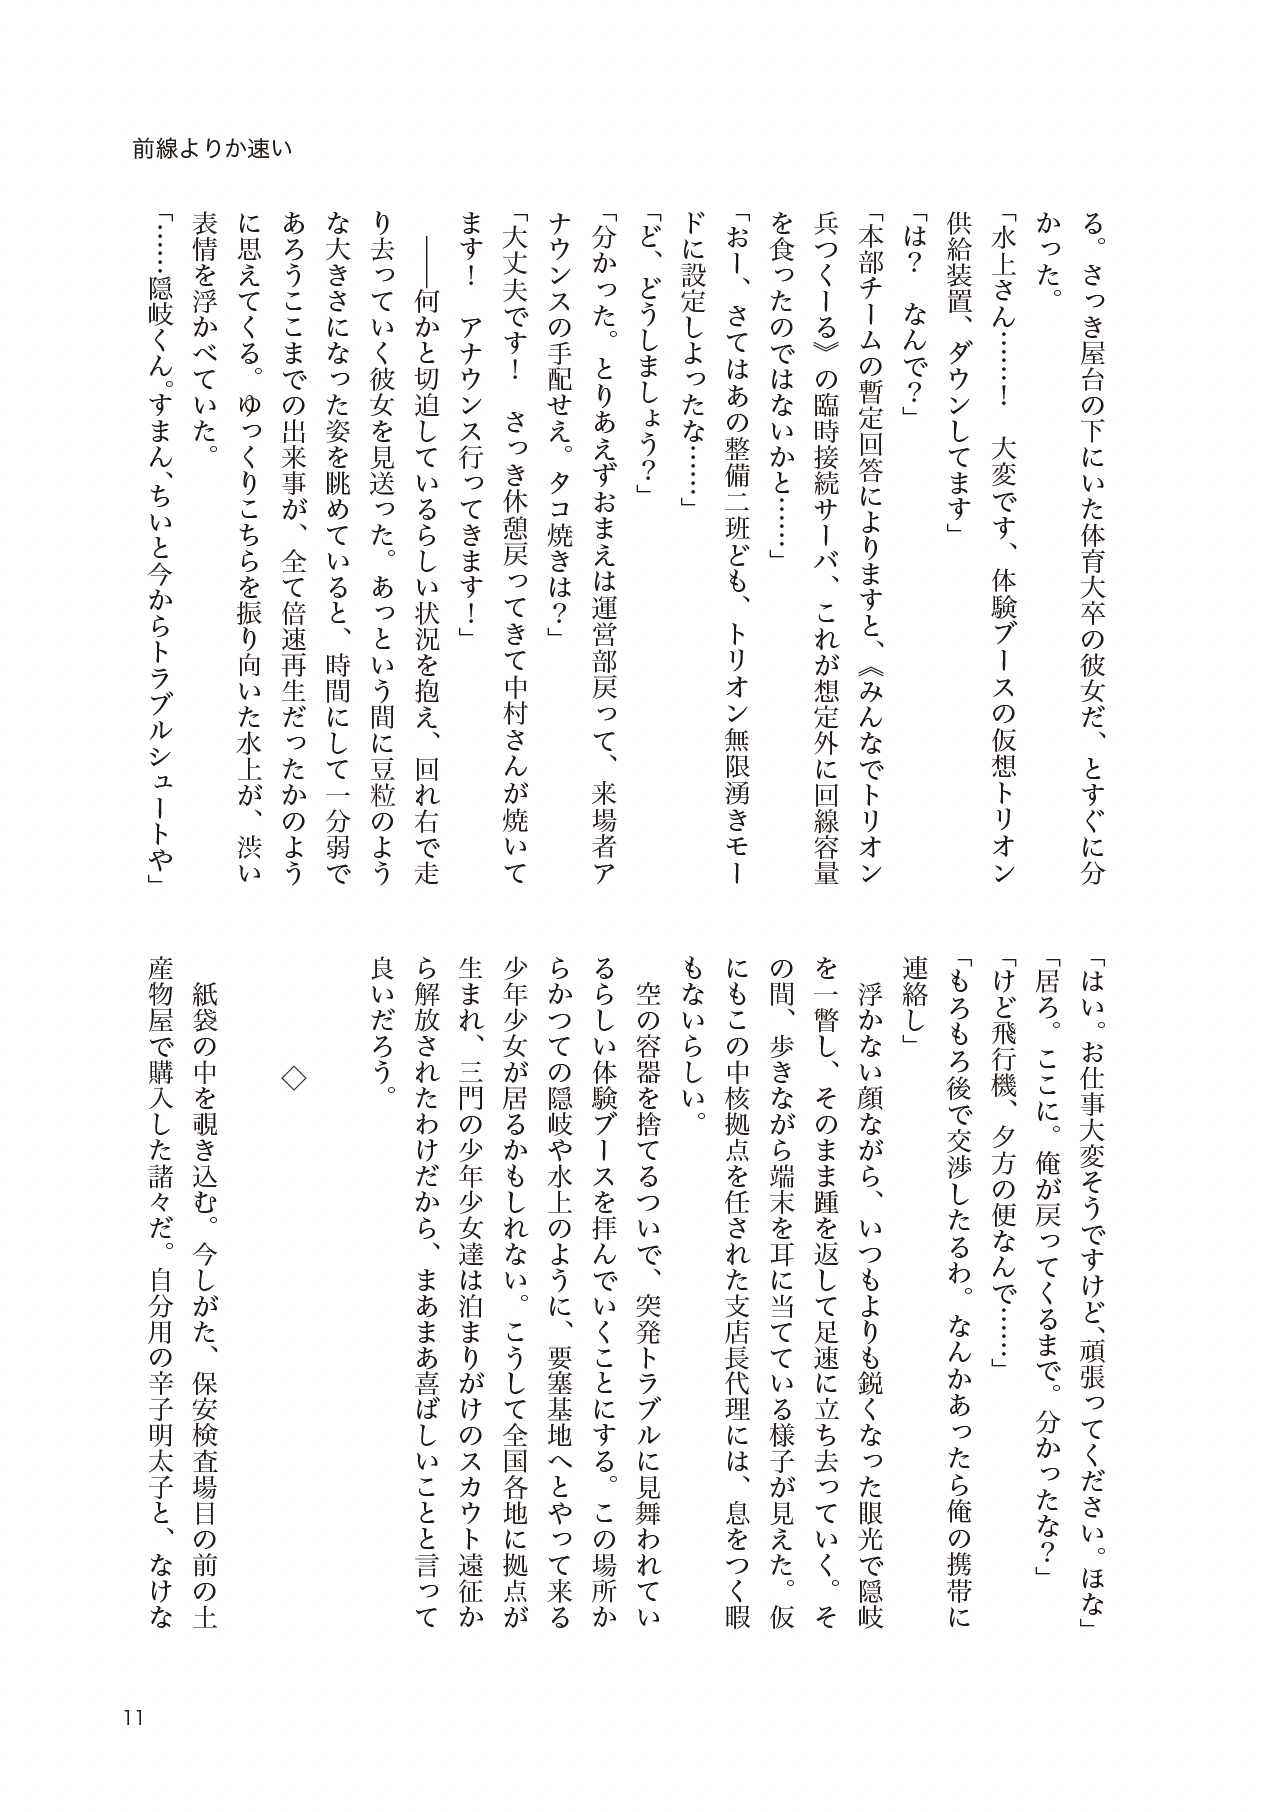 前線よりか速い
る。さっき屋台の下にいた体育大卒の彼女だ、とすぐに分
かった。
「水上さん……！　大変です、体験ブースの仮想トリオン
供給装置、ダウンしてます」
「は？　なんで？」
「本部チームの暫定回答によりますと、《みんなでトリオン
兵つくーる》の臨時接続サーバ、これが想定外に回線容量
を食ったのではないかと……」
「おー、さてはあの整備二班ども、トリオン無限湧きモー
ドに設定しよったな……」
「ど、どうしましょう？」
「分かった。とりあえずおまえは運営部戻って、来場者ア
ナウンスの手配せえ。タコ焼きは？」
「大丈夫です！　さっき休憩戻ってきて中村さんが焼いて
ます！　アナウンス行ってきます！」
　――何かと切迫しているらしい状況を抱え、回れ右で走
り去っていく彼女を見送った。あっという間に豆粒のよう
な大きさになった姿を眺めていると、時間にして一分弱で
あろうここまでの出来事が、全て倍速再生だったかのよう
に思えてくる。ゆっくりこちらを振り向いた水上が、渋い
表情を浮かべていた。
「……隠岐くん。すまん、ちいと今からトラブルシュートや」
「はい。お仕事大変そうですけど、頑張ってください。ほな」
「居ろ。ここに。俺が戻ってくるまで。分かったな？」
「けど飛行機、夕方の便なんで……」
「もろもろ後で交渉したるわ。なんかあったら俺の携帯に
連絡し」
　浮かない顔ながら、いつもよりも鋭くなった眼光で隠岐
を一瞥し、そのまま踵を返して足速に立ち去っていく。そ
の間、歩きながら端末を耳に当てている様子が見えた。仮
にもこの中核拠点を任された支店長代理には、息をつく暇
もないらしい。
　空の容器を捨てるついで、突発トラブルに見舞われてい
るらしい体験ブースを拝んでいくことにする。この場所か
らかつての隠岐や水上のように、要塞基地へとやって来る
少年少女が居るかもしれない。こうして全国各地に拠点が
生まれ、三門の少年少女達は泊まりがけのスカウト遠征か
ら解放されたわけだから、まあまあ喜ばしいことと言って
良いだろう。
◇
　紙袋の中を覗き込む。今しがた、保安検査場目の前の土
産物屋で購入した諸々だ。自分用の辛子明太子と、なけな
11